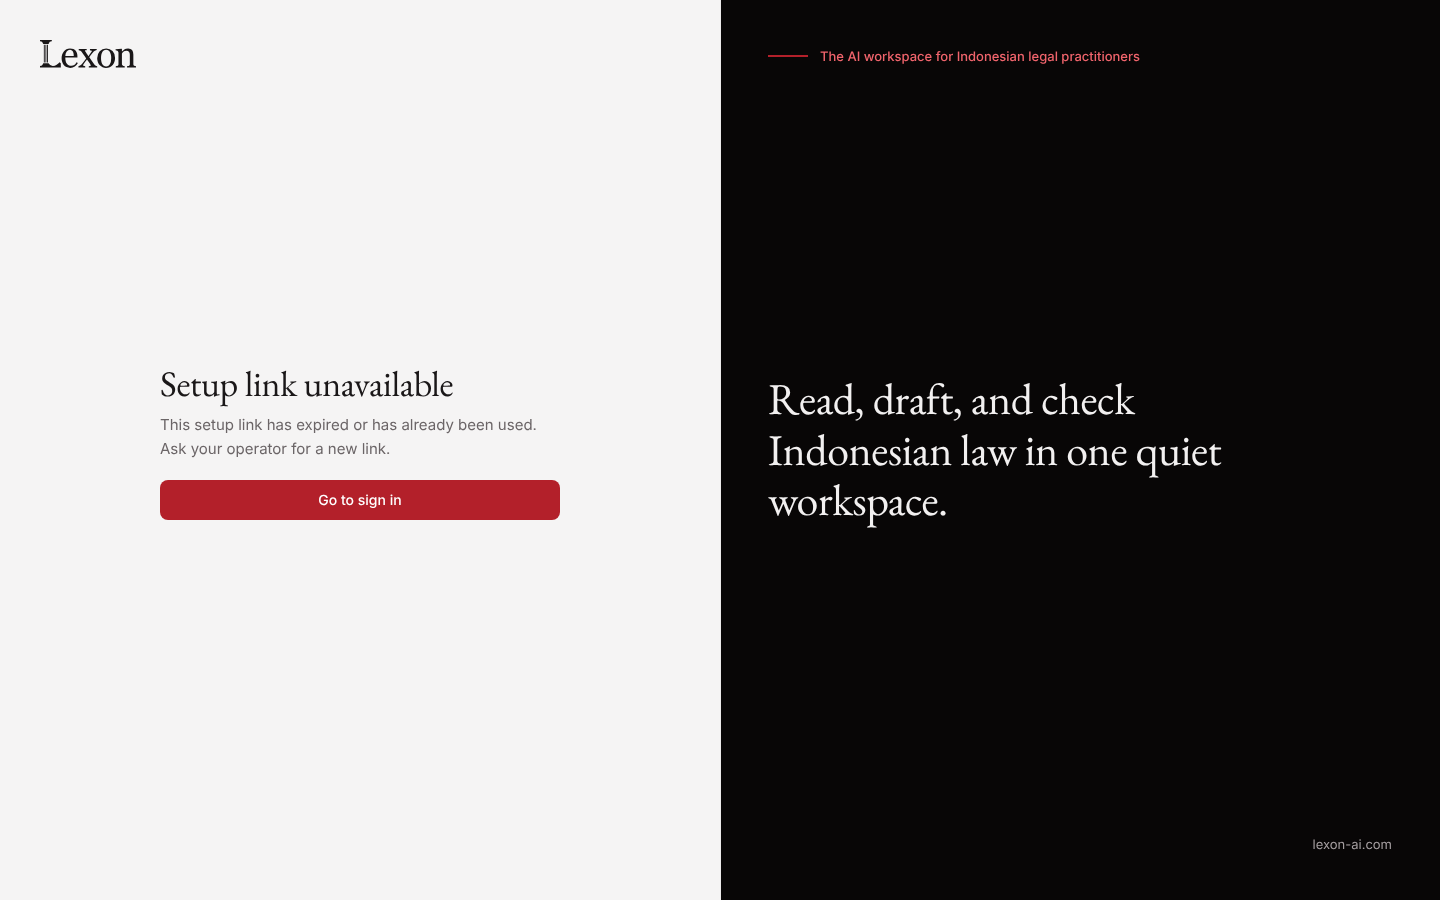 Lexon
Setup link unavailable
This setup link has expired or has already been used.
Ask your operator for a new link.
Go to sign in
The AI workspace for Indonesian legal practitioners
Read, draft, and check
Indonesian law in one quiet
workspace.
lexon-ai.com